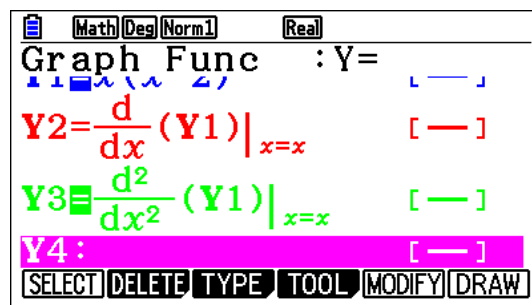 Math Deg Norm1 Real
Graph Func :Y=
Y2=d/dx(Y1)|x=x [—]
Y3=d²/dx²(Y1)|x=x [—]
Y4: [—]
SELECT DELETE TYPE TOOL MODIFY DRAW